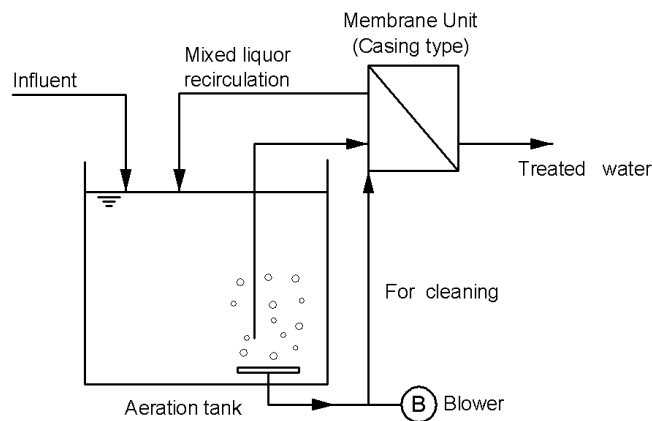 Membrane Unit
(Casing type)
Mixed liquor
recirculation
Influent
Treated water
For cleaning
Aeration tank
B
Blower